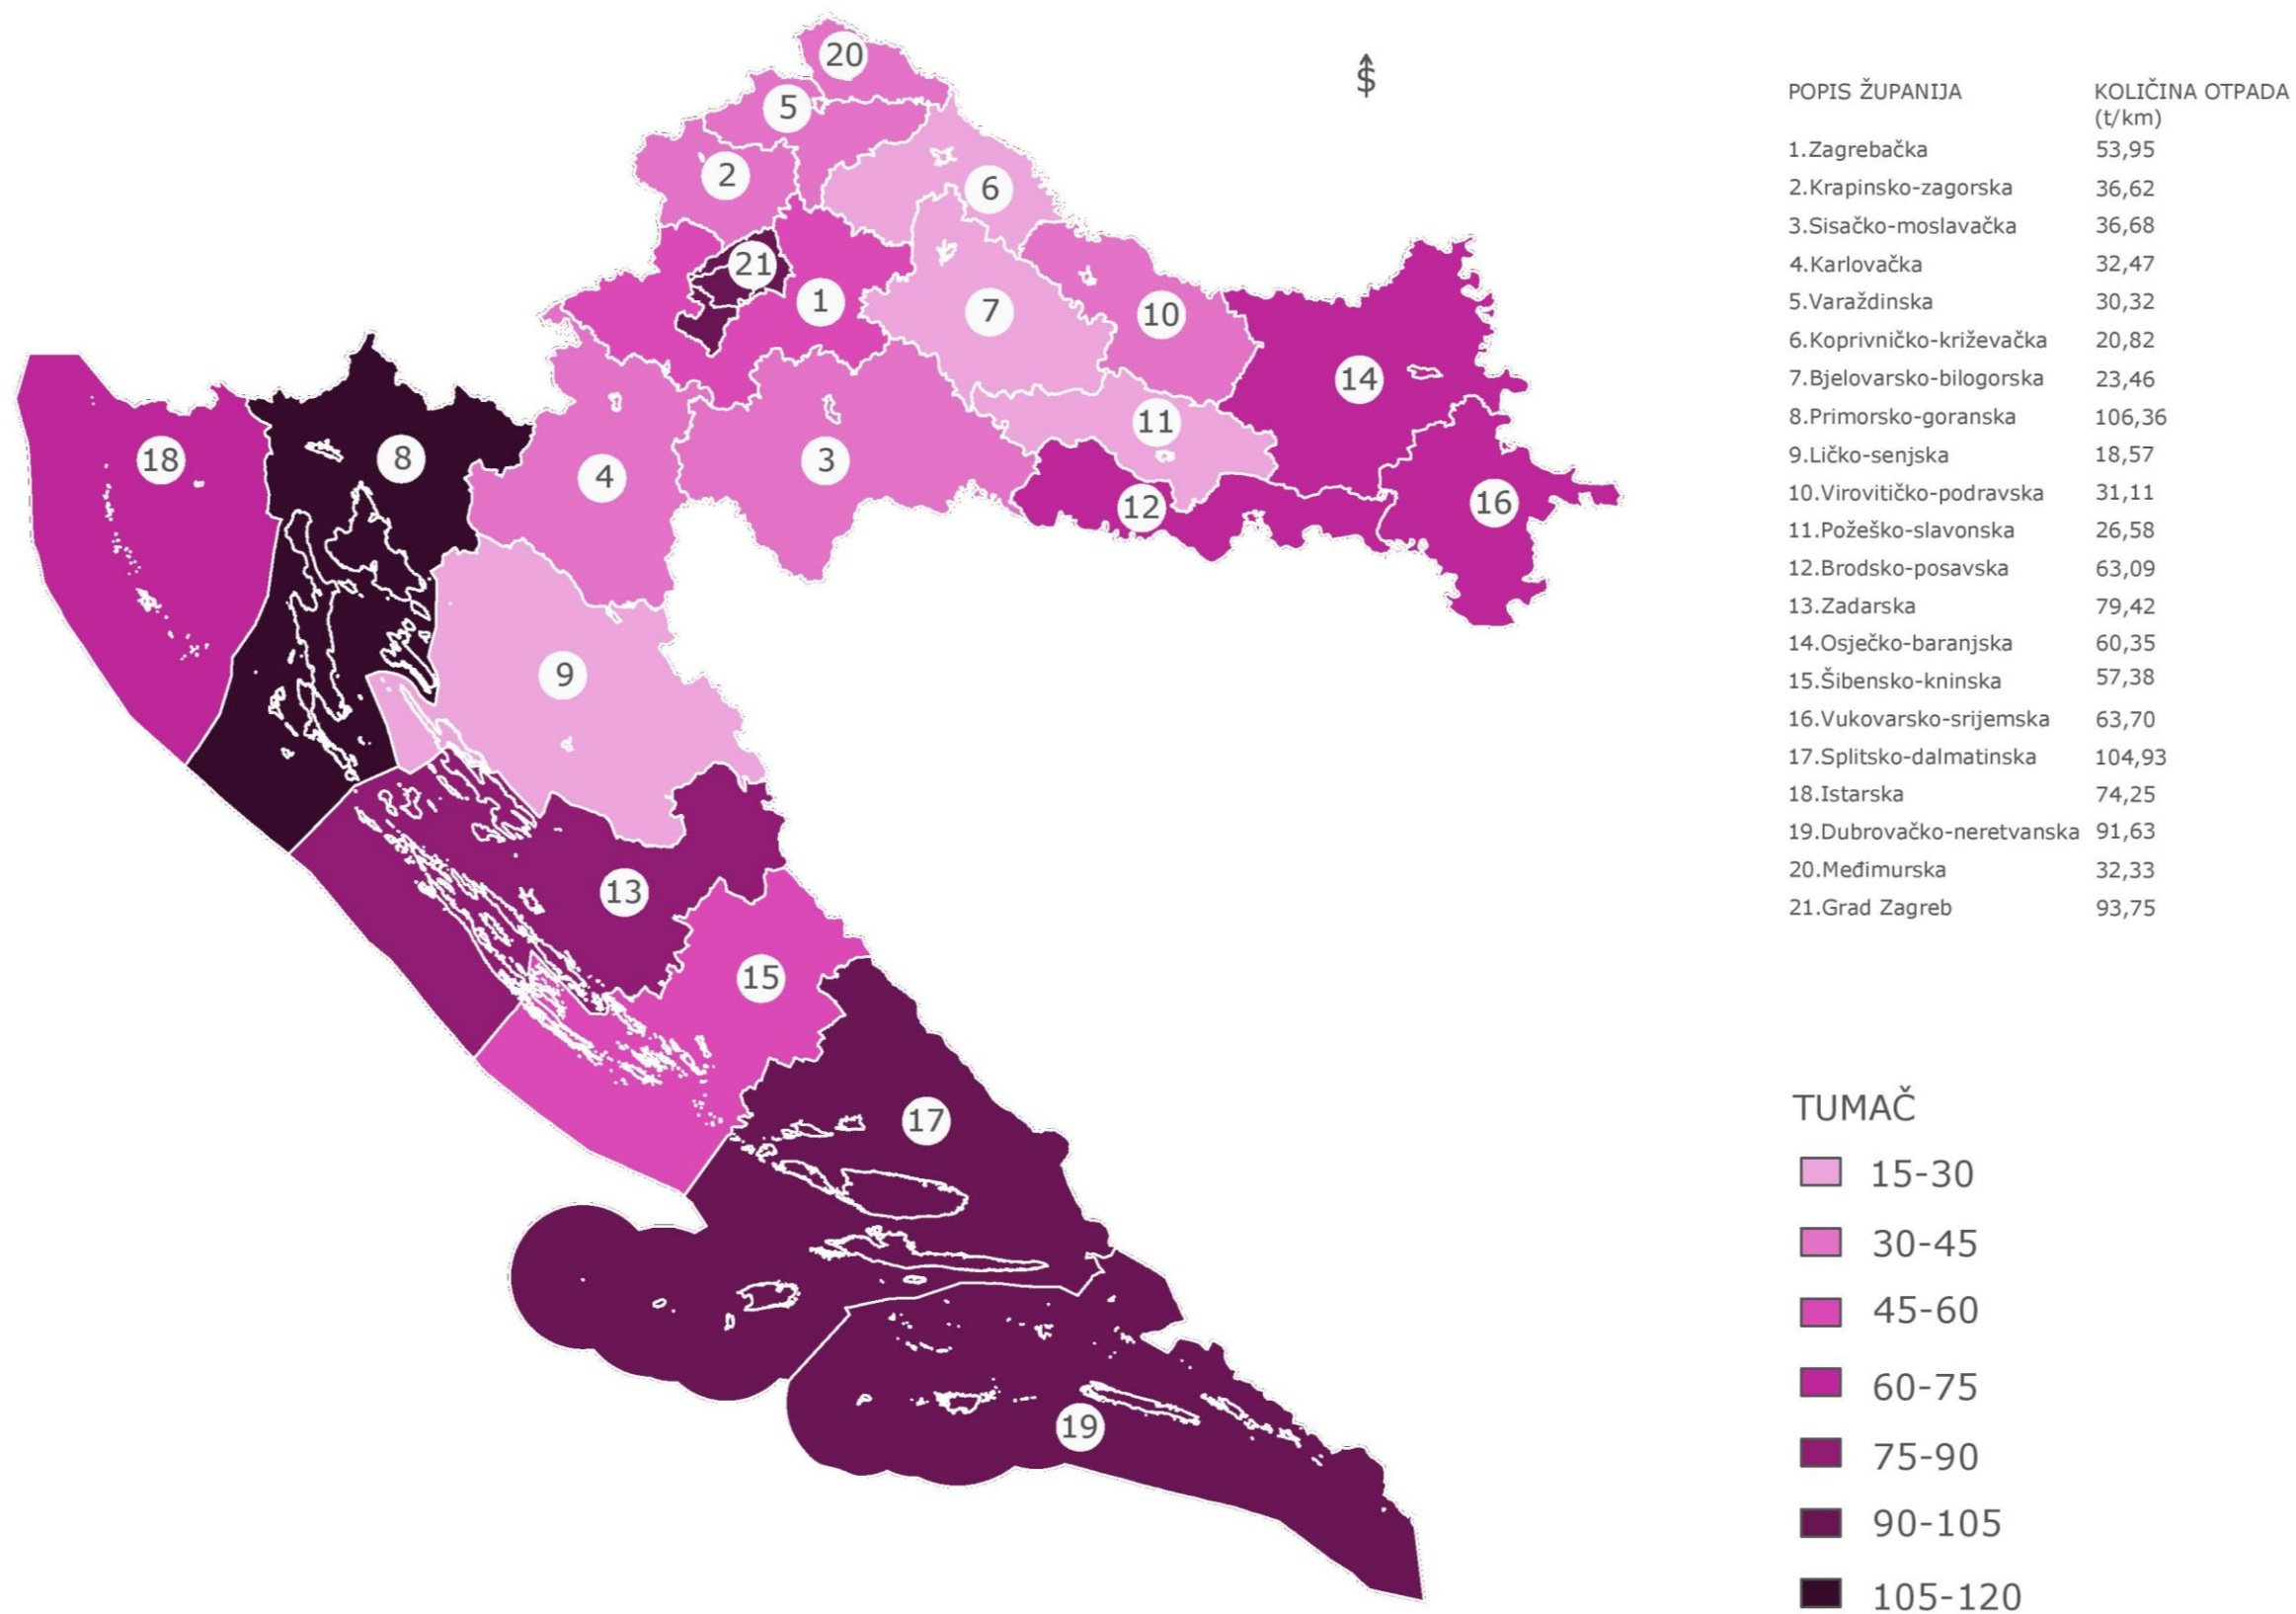 20
$
5
2
6
21
1
7
10
14
11
18
8
4
3
12
16
9
13
15
17
19
POPIS ŽUPANIJA KOLIČINA OTPADA
(t/km)
1.Zagrebačka 53,95
2.Krapinsko-zagorska 36,62
3.Sisačko-moslavačka 36,68
4.Karlovačka 32,47
5.Varaždinska 30,32
6.Koprivničko-križevačka 20,82
7.Bjelovarsko-bilogorska 23,46
8.Primorsko-goranska 106,36
9.Ličko-senjska 18,57
10.Virovitičko-podravska 31,11
11.Požeško-slavonska 26,58
12.Brodsko-posavska 63,09
13.Zadarska 79,42
14.Osječko-baranjska 60,35
15.Šibensko-kninska 57,38
16.Vukovarsko-srijemska 63,70
17.Splitsko-dalmatinska 104,93
18.Istarska 74,25
19.Dubrovačko-neretvanska 91,63
20.Međimurska 32,33
21.Grad Zagreb 93,75
TUMAČ
15-30
30-45
45-60
60-75
75-90
90-105
105-120